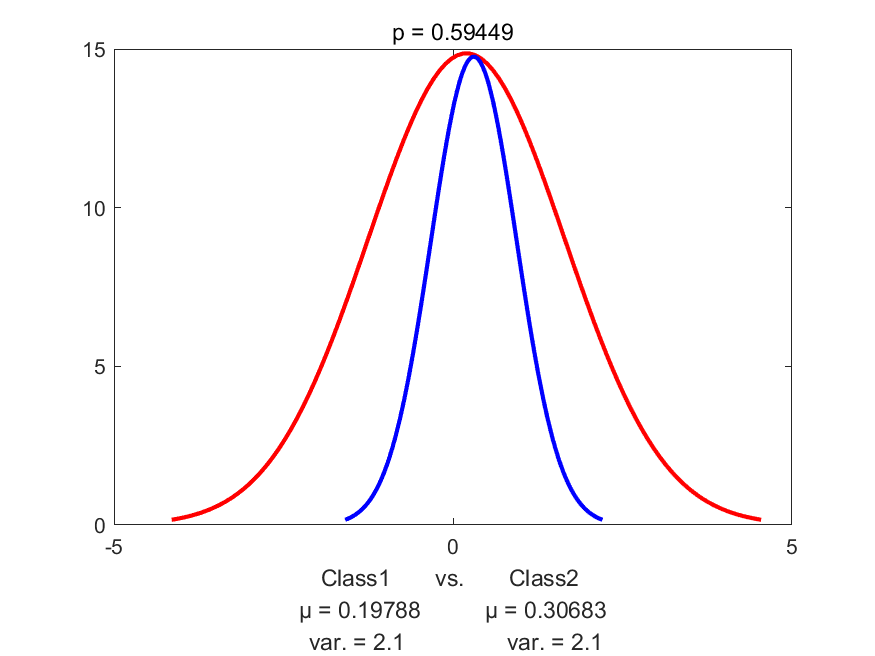 p = 0.59449
15
10
5
0
-5 0 5
Class1 vs. Class2
μ = 0.19788 μ = 0.30683
var. = 2.1 var. = 2.1